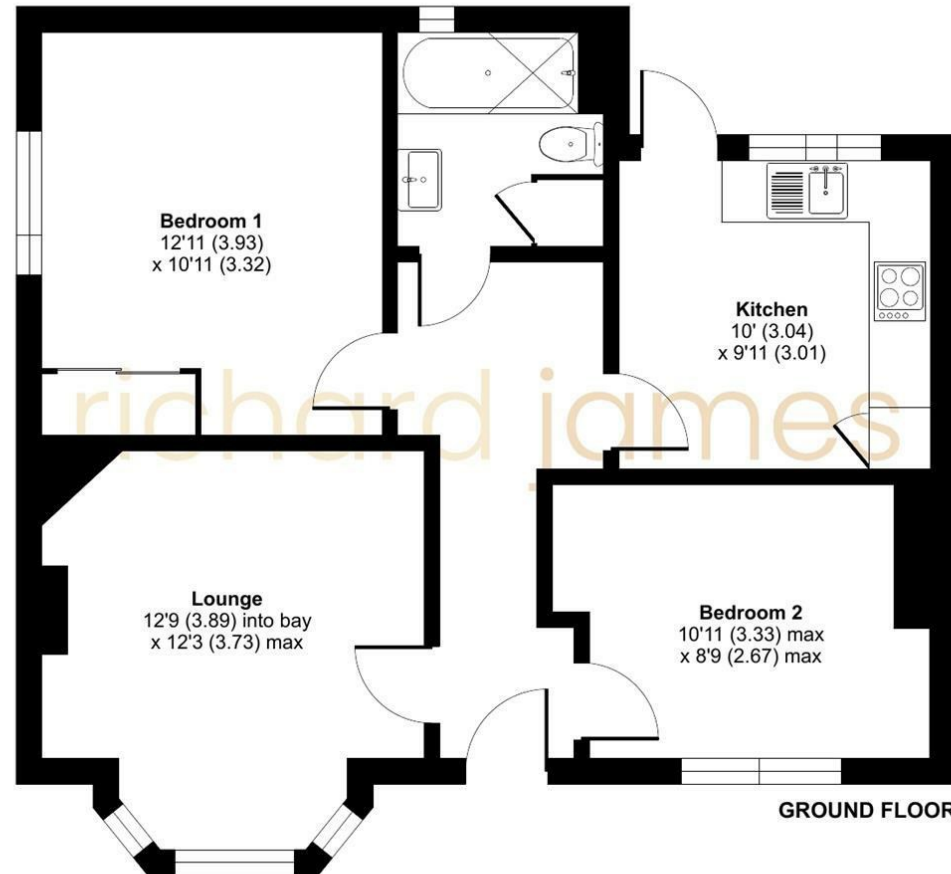 Bedroom 1
12'11 (3.93)
x 10'11 (3.32)
Kitchen
10' (3.04)
x 9'11 (3.01)
richard james
Lounge
12'9 (3.89) into bay
x 12'3 (3.73) max
Bedroom 2
10'11 (3.33) max
x 8'9 (2.67) max
GROUND FLOOR